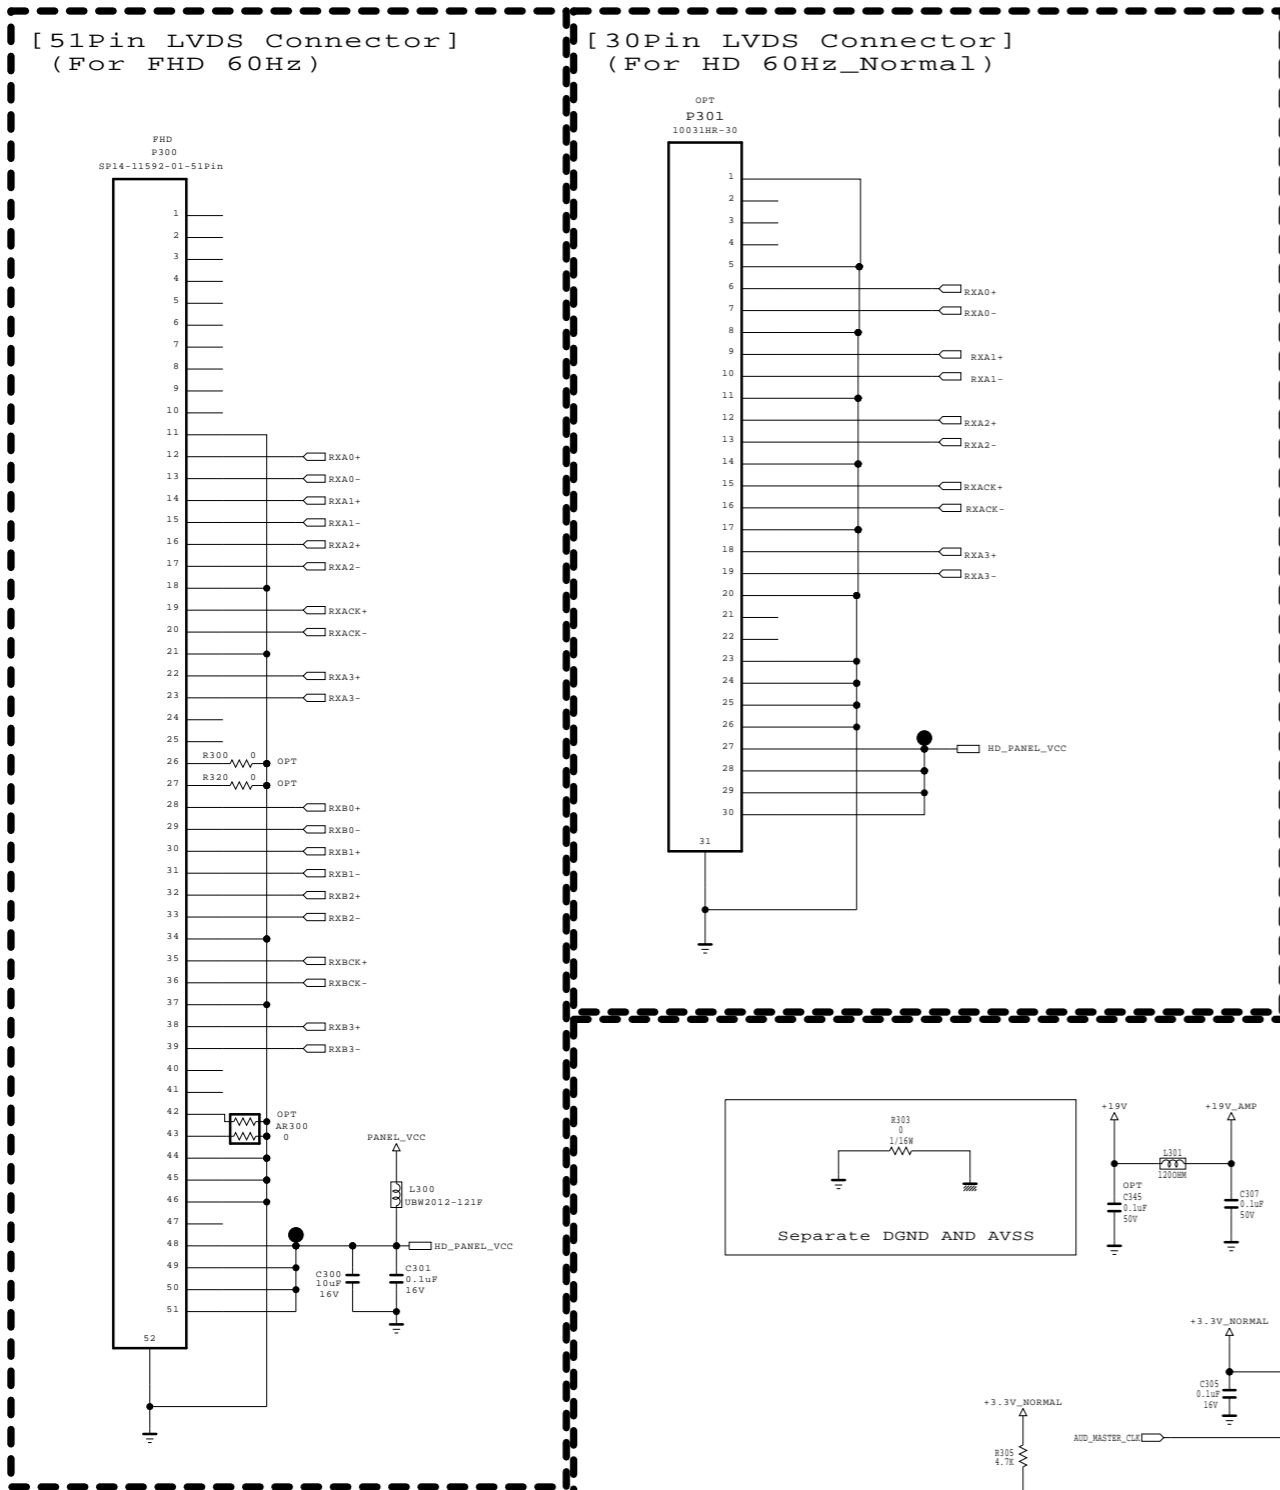 [51Pin LVDS Connector]
(For FHD 60Hz)
FHD
P300
SP14-11592-01-51Pin
1
2
3
4
5
6
7
8
9
10
11
12 RXA0+
13 RXA0-
14 RXA1+
15 RXA1-
16 RXA2+
17 RXA2-
18
19 RXACK+
20 RXACK-
21
22 RXA3+
23 RXA3-
24
25
26 R300 0 OPT
27 R320 0 OPT
28 RXB0+
29 RXB0-
30 RXB1+
31 RXB1-
32 RXB2+
33 RXB2-
34
35 RXBCK+
36 RXBCK-
37
38 RXB3+
39 RXB3-
40
41
42 OPT
AR300
43 0
44
45
46
47
48
49
50
51
52
PANEL_VCC
L300
UBW2012-121F
HD_PANEL_VCC
C300
10uF
16V
C301
0.1uF
16V
[30Pin LVDS Connector]
(For HD 60Hz_Normal)
OPT
P301
10031HR-30
1
2
3
4
5
6 RXA0+
7 RXA0-
8
9 RXA1+
10 RXA1-
11
12 RXA2+
13 RXA2-
14
15 RXACK+
16 RXACK-
17
18 RXA3+
19 RXA3-
20
21
22
23
24
25
26
27 HD_PANEL_VCC
28
29
30
31
R303
0
1/16W
Separate DGND AND AVSS
+19V
+19V_AMP
L301
120OHM
OPT
C345
0.1uF
50V
C307
0.1uF
50V
+3.3V_NORMAL
C305
0.1uF
16V
+3.3V_NORMAL
AUD_MASTER_CLK
R305
4.7K